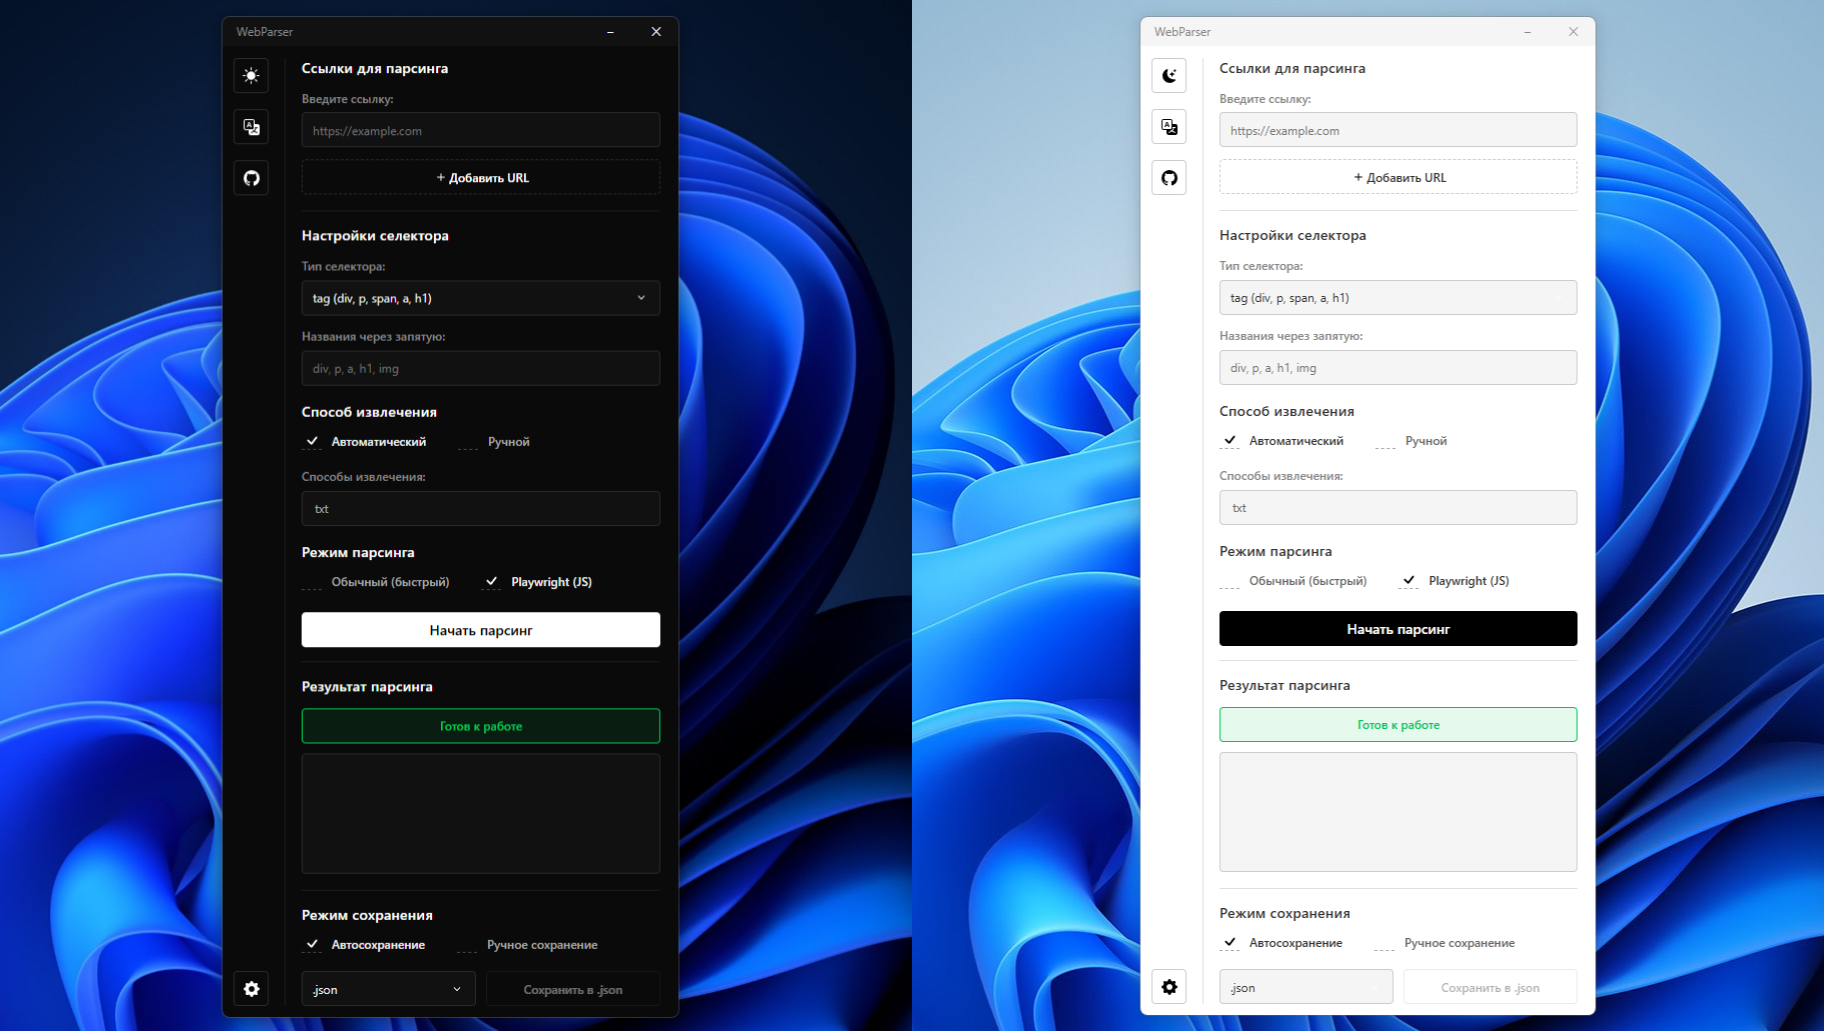 WebParser
Ссылки для парсинга
Введите ссылку:
https://example.com
+ Добавить URL
Настройки селектора
Тип селектора:
tag (div, p, span, a, h1)
Названия через запятую:
div, p, a, h1, img
Способ извлечения
Автоматический Ручной
Способы извлечения:
txt
Режим парсинга
Обычный (быстрый) Playwright (JS)
Начать парсинг
Результат парсинга
Готов к работе
Режим сохранения
Автосохранение Ручное сохранение
.json Сохранить в .json
WebParser
Ссылки для парсинга
Введите ссылку:
https://example.com
+ Добавить URL
Настройки селектора
Тип селектора:
tag (div, p, span, a, h1)
Названия через запятую:
div, p, a, h1, img
Способ извлечения
Автоматический Ручной
Способы извлечения:
txt
Режим парсинга
Обычный (быстрый) Playwright (JS)
Начать парсинг
Результат парсинга
Готов к работе
Режим сохранения
Автосохранение Ручное сохранение
.json Сохранить в .json